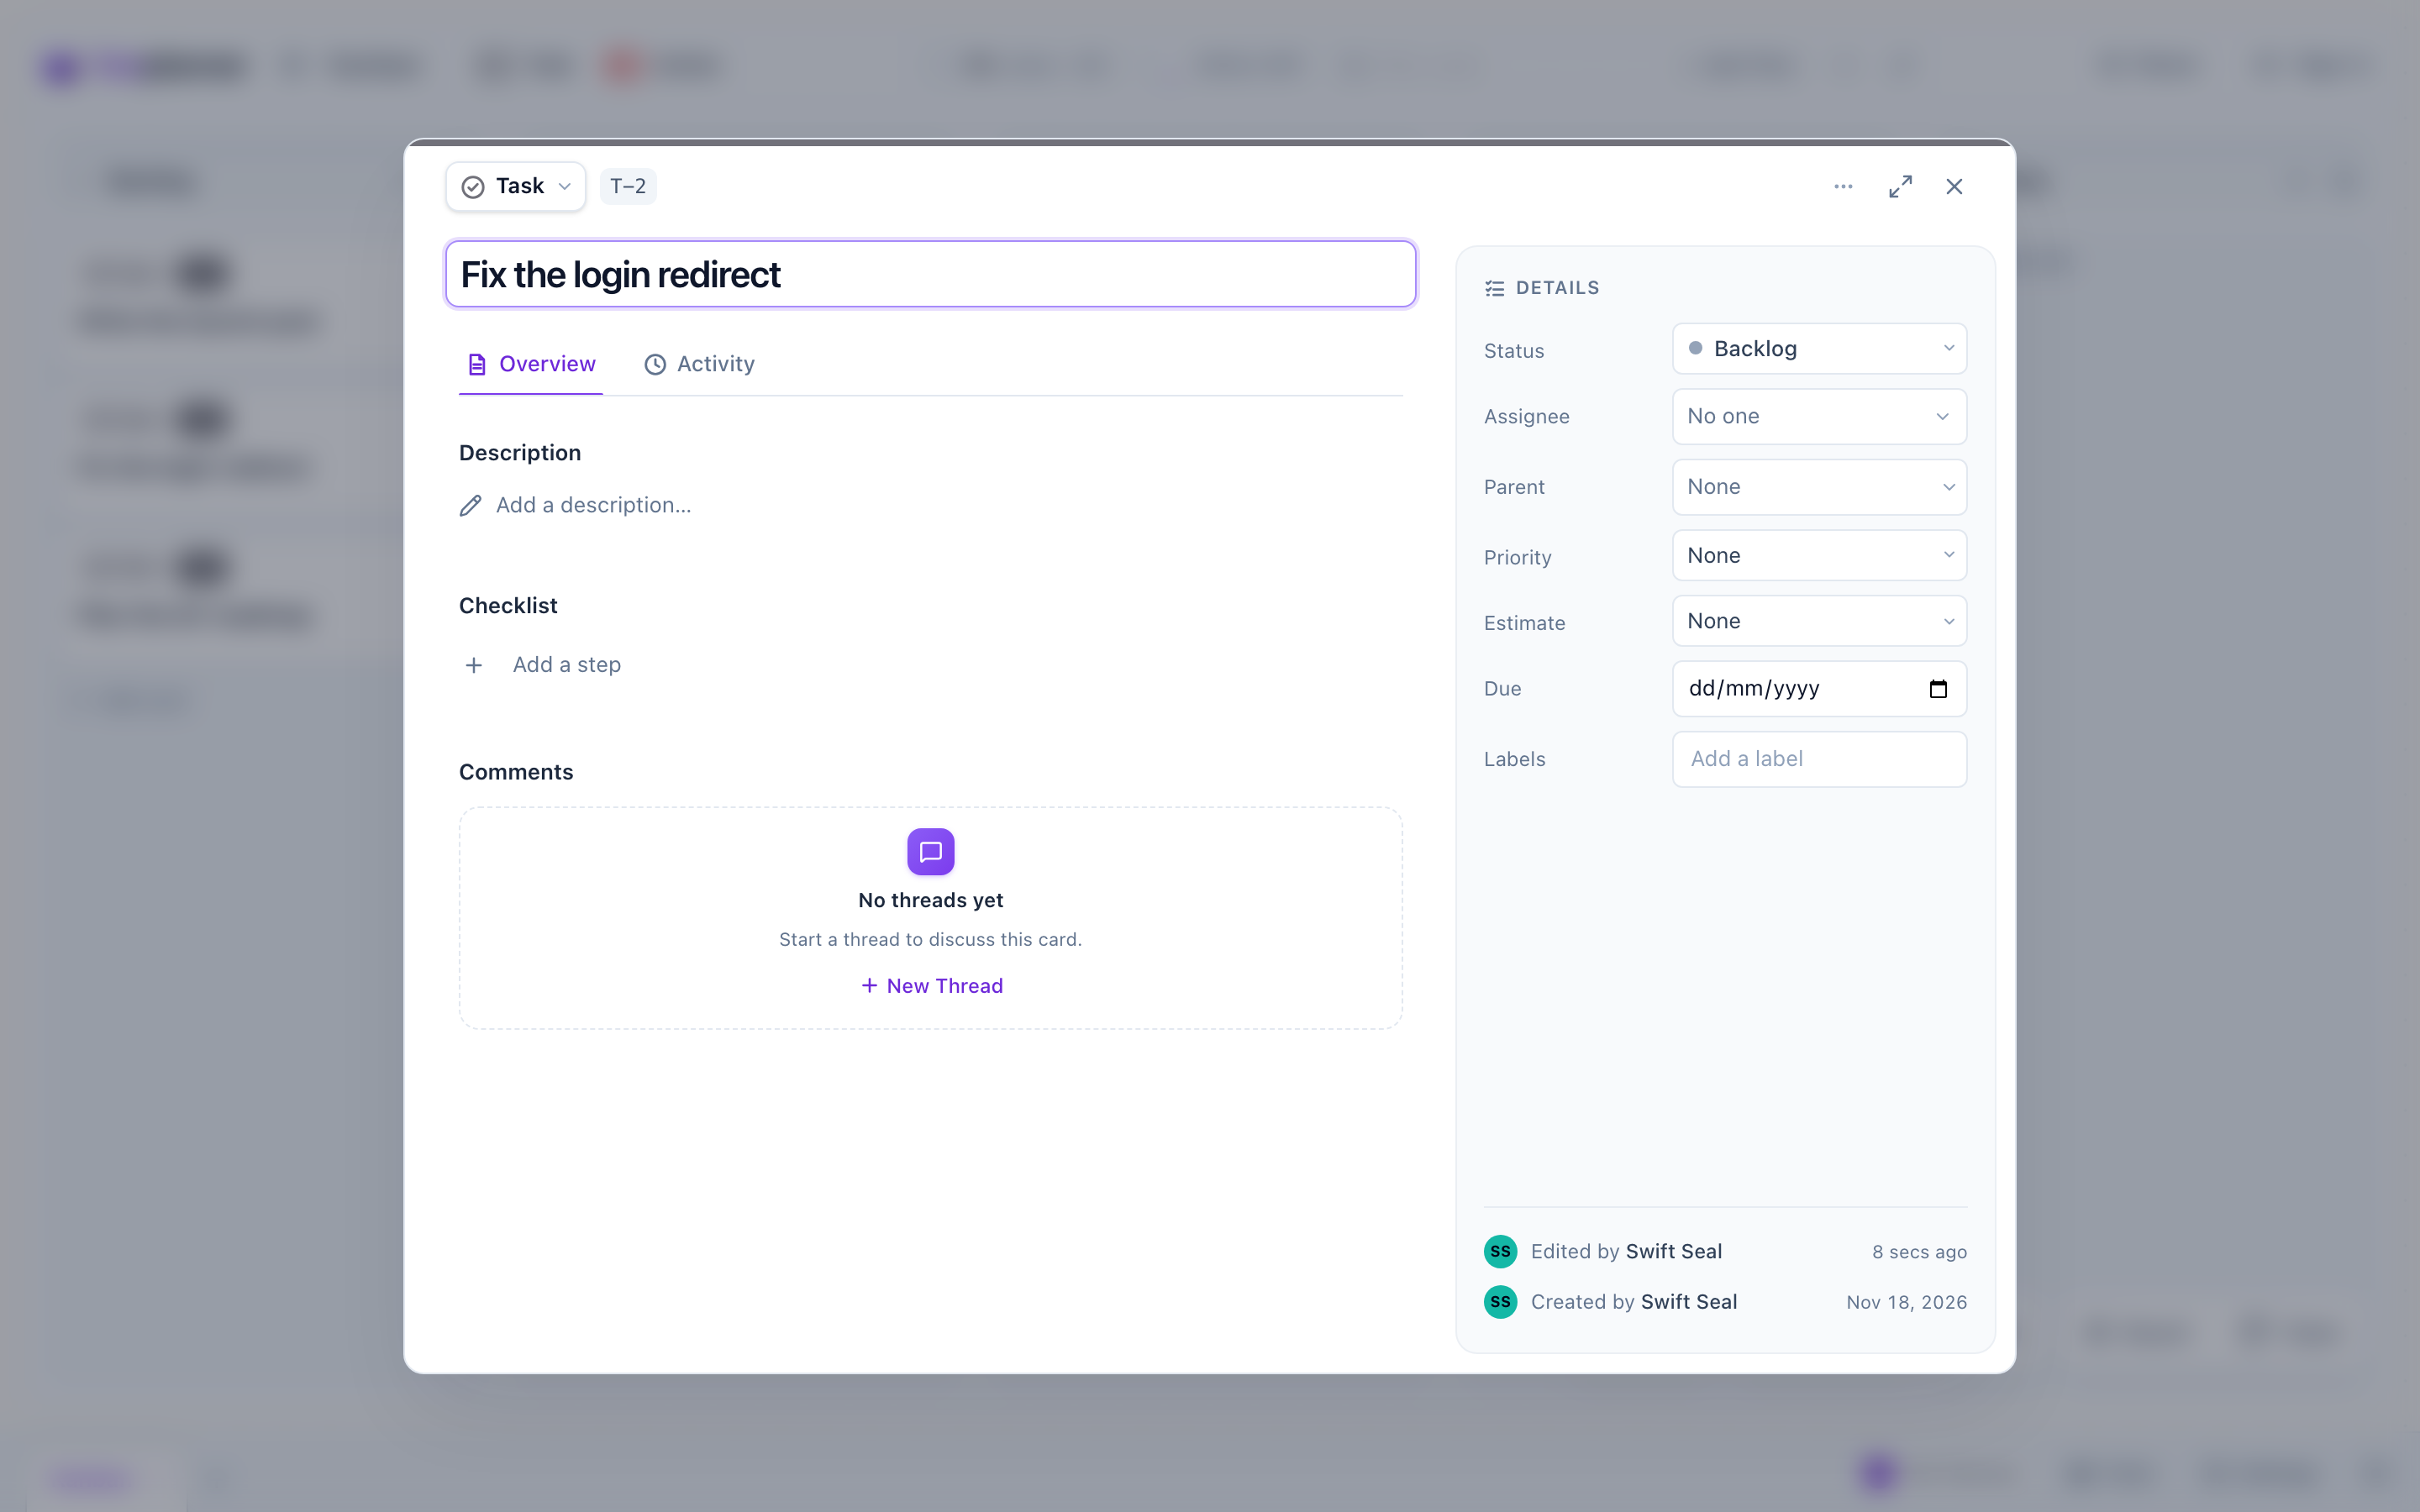 Task
T–2
Fix the login redirect
Overview
Activity
Description
Add a description...
Checklist
Add a step
Comments
No threads yet
Start a thread to discuss this card.
New Thread
DETAILS
Status
Backlog
Assignee
No one
Parent
None
Priority
None
Estimate
None
Due
dd/mm/yyyy
Labels
Add a label
SS Edited by Swift Seal 8 secs ago
SS Created by Swift Seal Nov 18, 2026